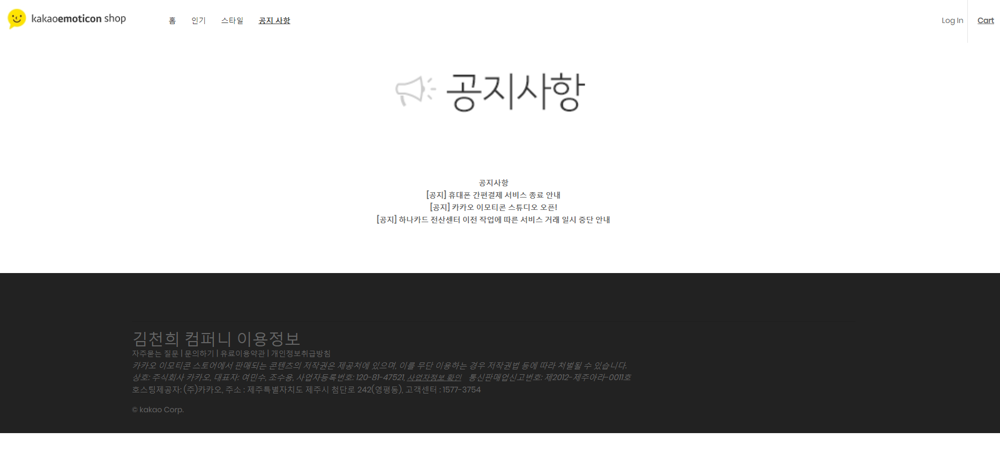 kakaoemoticon shop
홈 인기 스타일 공지 사항
Log In Cart
공지사항
공지사항
[공지] 휴대폰 간편결제 서비스 종료 안내
[공지] 카카오 이모티콘 스튜디오 오픈!
[공지] 하나카드 전산센터 이전 작업에 따른 서비스 거래 일시 중단 안내
김천희 컴퍼니 이용정보
자주묻는 질문 | 문의하기 | 유료이용약관 | 개인정보취급방침
카카오 이모티콘 스토어에서 판매되는 콘텐츠의 저작권은 제공처에 있으며, 이를 무단 이용하는 경우 저작권법 등에 따라 처벌될 수 있습니다.
상호: 주식회사 카카오, 대표자: 여민수, 조수용, 사업자등록번호: 120-81-47521, 사업자정보 확인 통신판매업신고번호: 제2012-제주아라-0011호
호스팅제공자: (주)카카오, 주소 : 제주특별자치도 제주시 첨단로 242(영평동), 고객센터 : 1577-3754
© kakao Corp.